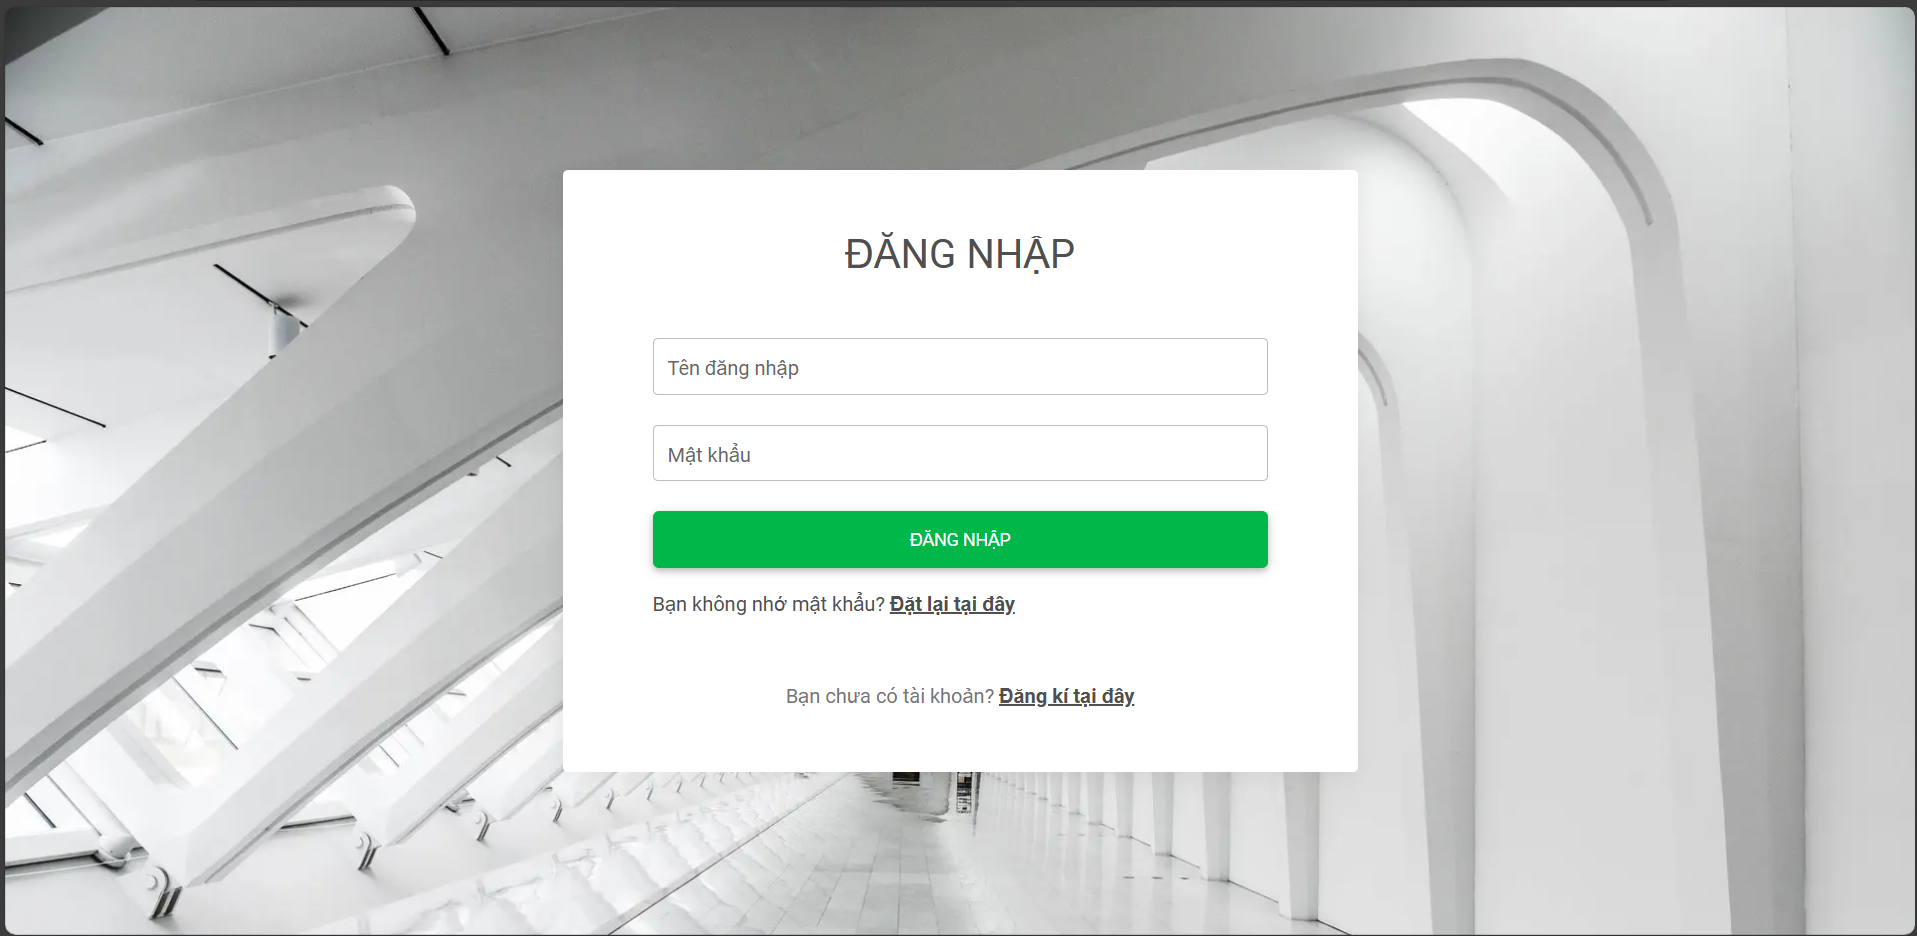 ĐĂNG NHẬP
Tên đăng nhập
Mật khẩu
ĐĂNG NHẬP
Bạn không nhớ mật khẩu? Đặt lại tại đây
Bạn chưa có tài khoản? Đăng kí tại đây